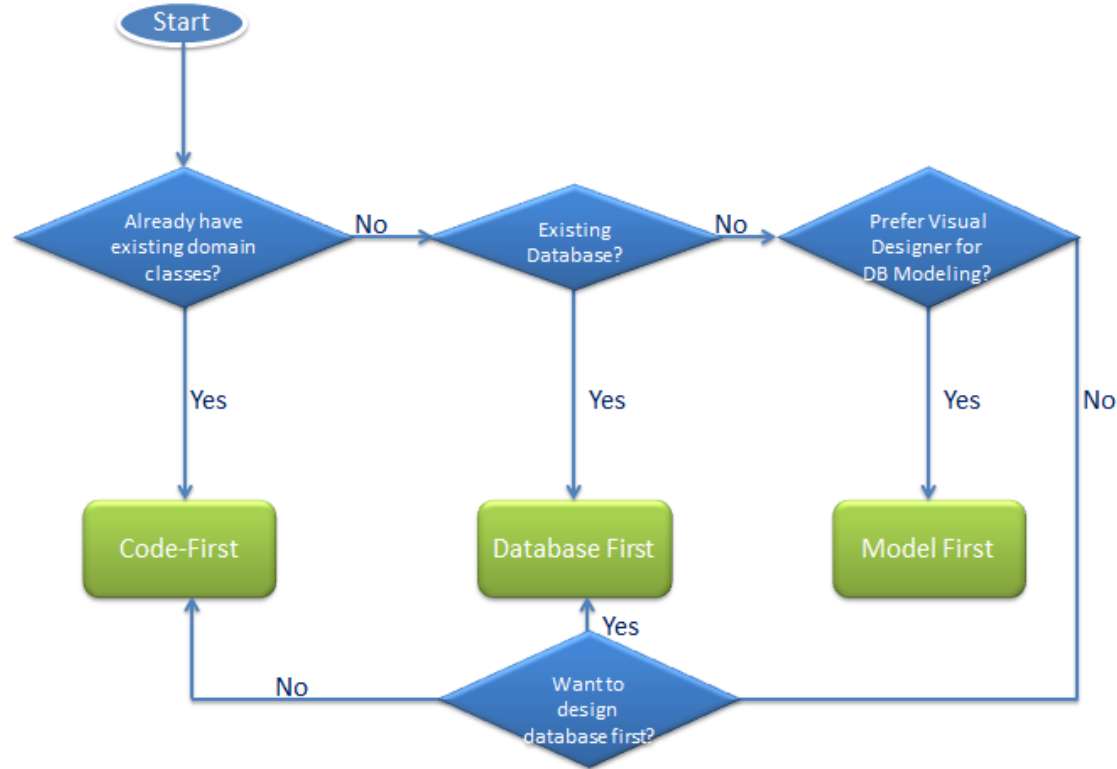 Start
Already have
existing domain
classes?
No
Existing
Database?
No
Prefer Visual
Designer for
DB Modeling?
Yes
Yes
Yes
No
Code-First
Database First
Model First
Yes
No
Want to
design
database first?